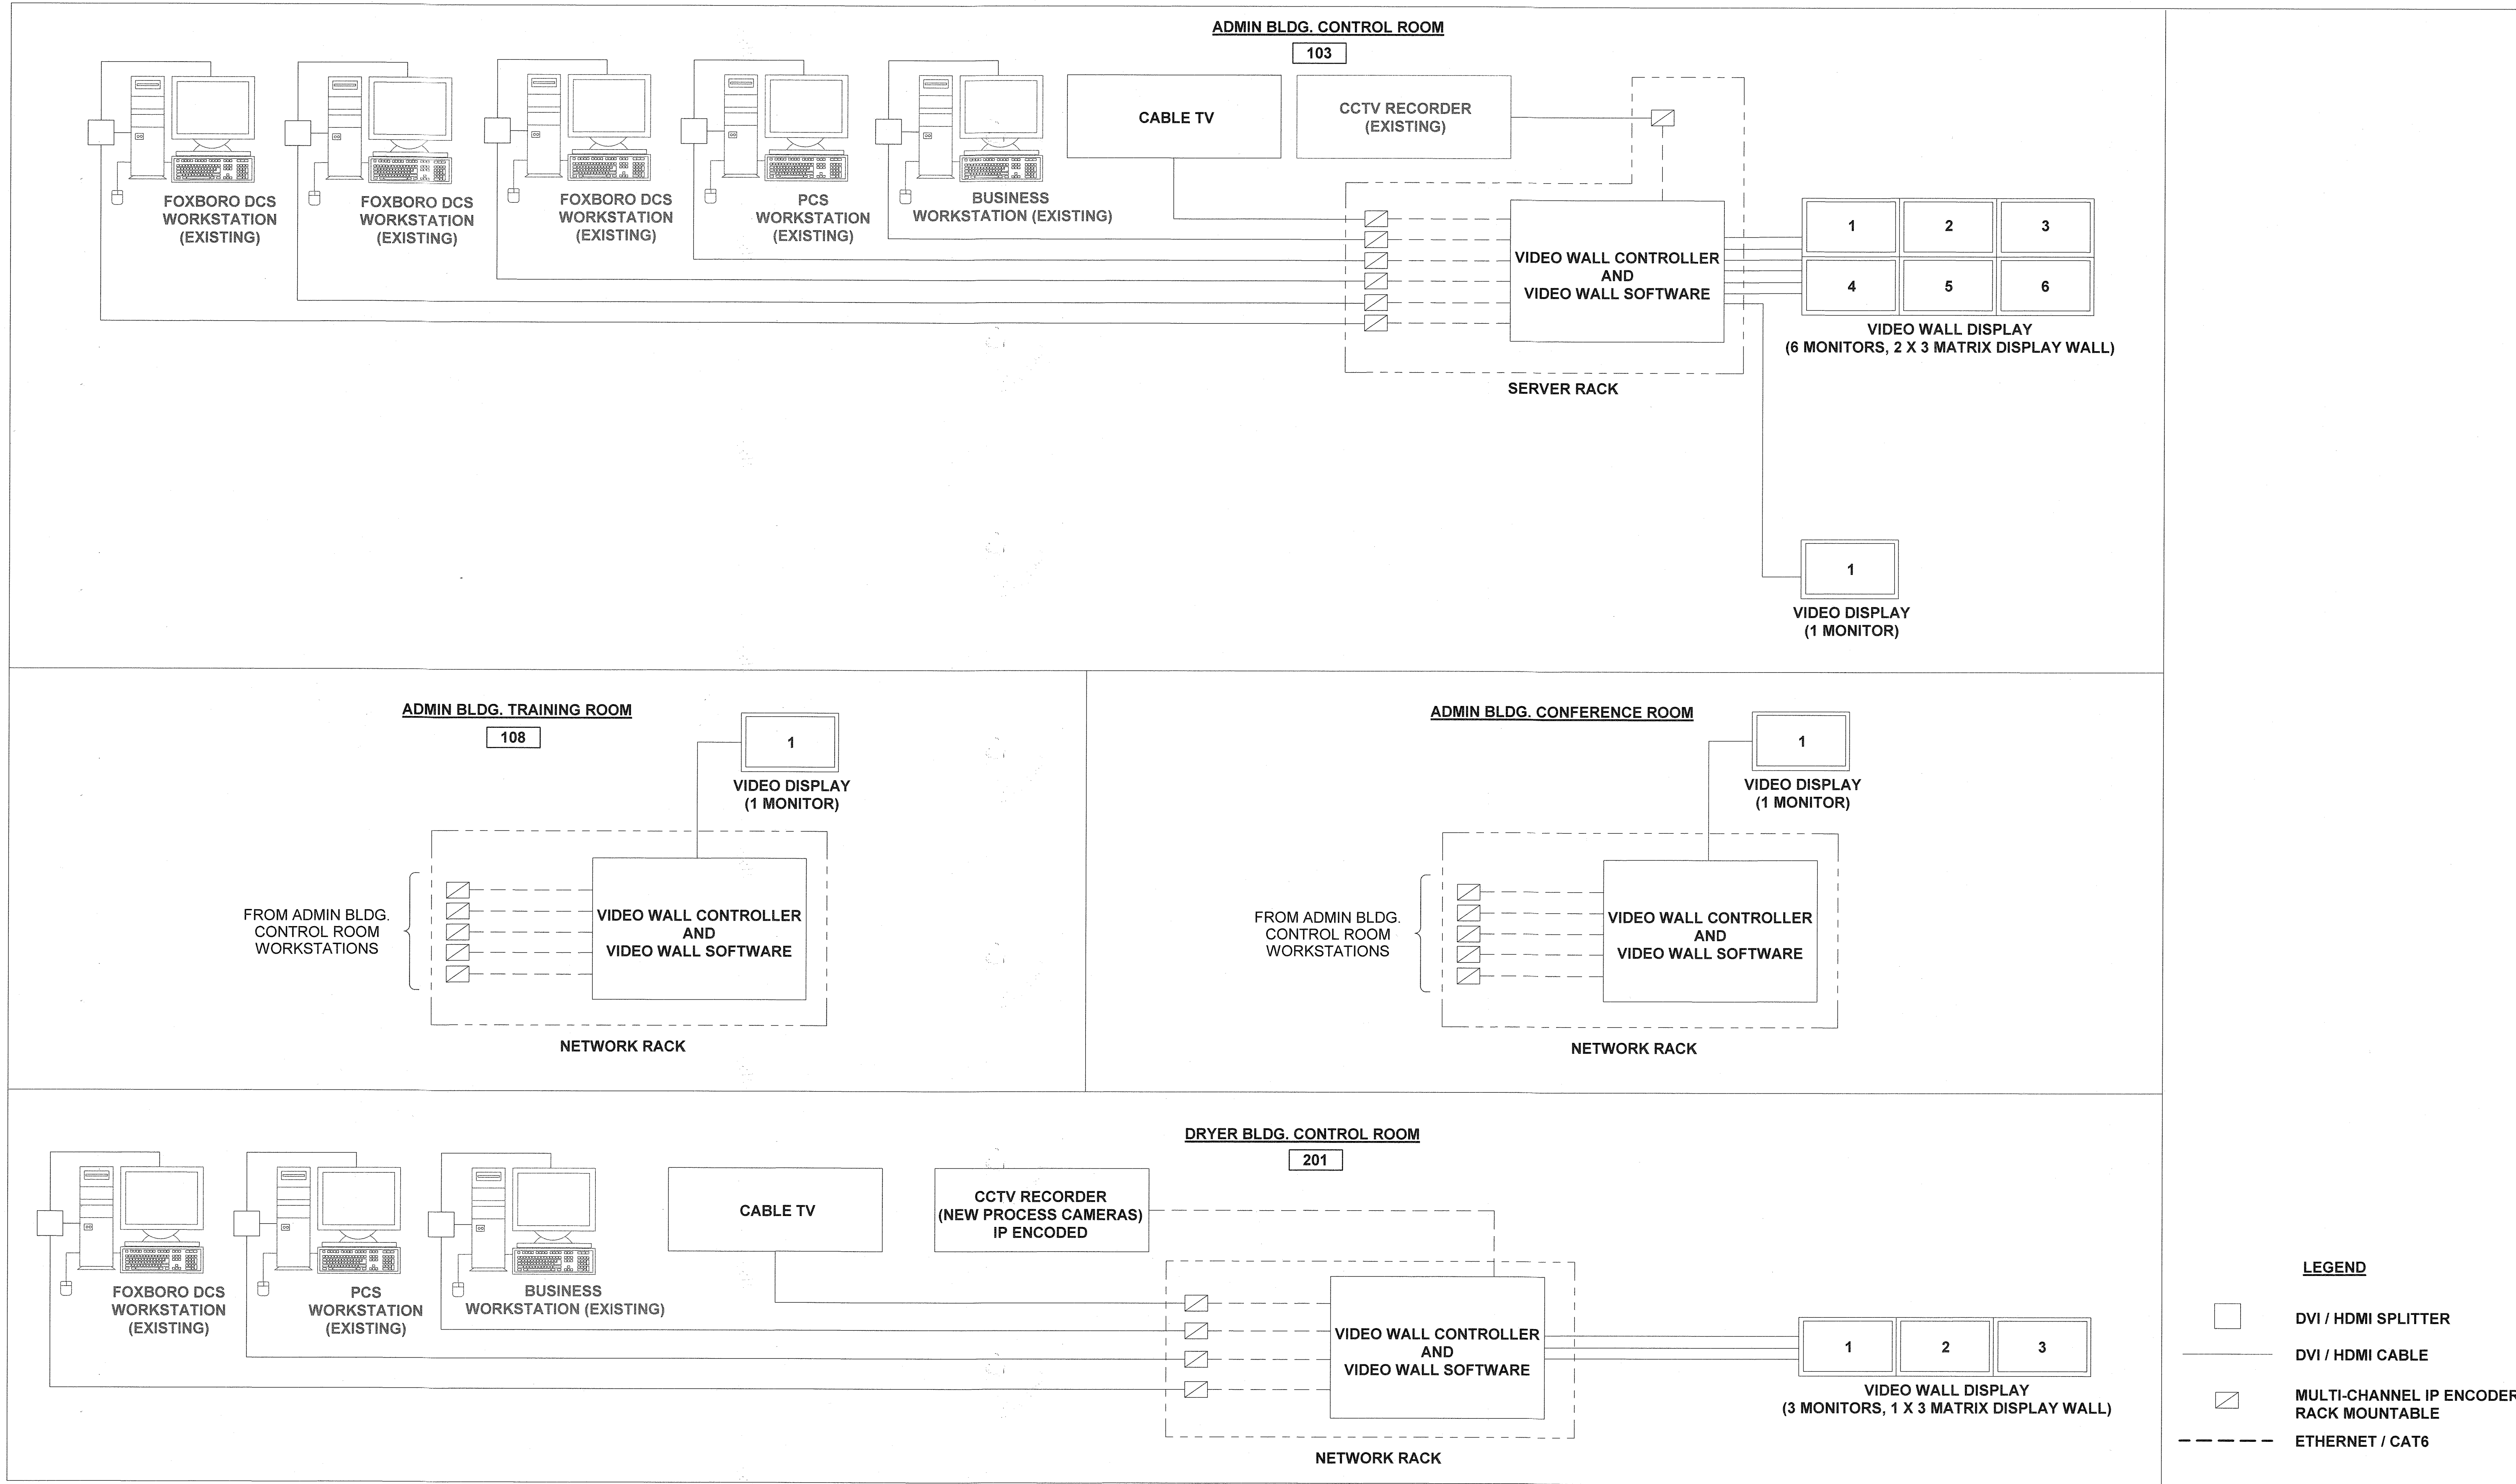 ADMIN BLDG. CONTROL ROOM
103
FOXBORO DCS
WORKSTATION
(EXISTING)
FOXBORO DCS
WORKSTATION
(EXISTING)
FOXBORO DCS
WORKSTATION
(EXISTING)
PCS
WORKSTATION
(EXISTING)
BUSINESS
WORKSTATION (EXISTING)
CABLE TV
CCTV RECORDER
(EXISTING)
VIDEO WALL CONTROLLER
AND
VIDEO WALL SOFTWARE
SERVER RACK
1
2
3
4
5
6
VIDEO WALL DISPLAY
(6 MONITORS, 2 X 3 MATRIX DISPLAY WALL)
1
VIDEO DISPLAY
(1 MONITOR)
ADMIN BLDG. TRAINING ROOM
108
1
VIDEO DISPLAY
(1 MONITOR)
FROM ADMIN BLDG.
CONTROL ROOM
WORKSTATIONS
VIDEO WALL CONTROLLER
AND
VIDEO WALL SOFTWARE
NETWORK RACK
ADMIN BLDG. CONFERENCE ROOM
1
VIDEO DISPLAY
(1 MONITOR)
FROM ADMIN BLDG.
CONTROL ROOM
WORKSTATIONS
VIDEO WALL CONTROLLER
AND
VIDEO WALL SOFTWARE
NETWORK RACK
DRYER BLDG. CONTROL ROOM
201
FOXBORO DCS
WORKSTATION
(EXISTING)
PCS
WORKSTATION
(EXISTING)
BUSINESS
WORKSTATION (EXISTING)
CABLE TV
CCTV RECORDER
(NEW PROCESS CAMERAS)
IP ENCODED
VIDEO WALL CONTROLLER
AND
VIDEO WALL SOFTWARE
NETWORK RACK
1
2
3
VIDEO WALL DISPLAY
(3 MONITORS, 1 X 3 MATRIX DISPLAY WALL)
LEGEND
DVI / HDMI SPLITTER
DVI / HDMI CABLE
MULTI-CHANNEL IP ENCODER
RACK MOUNTABLE
ETHERNET / CAT6